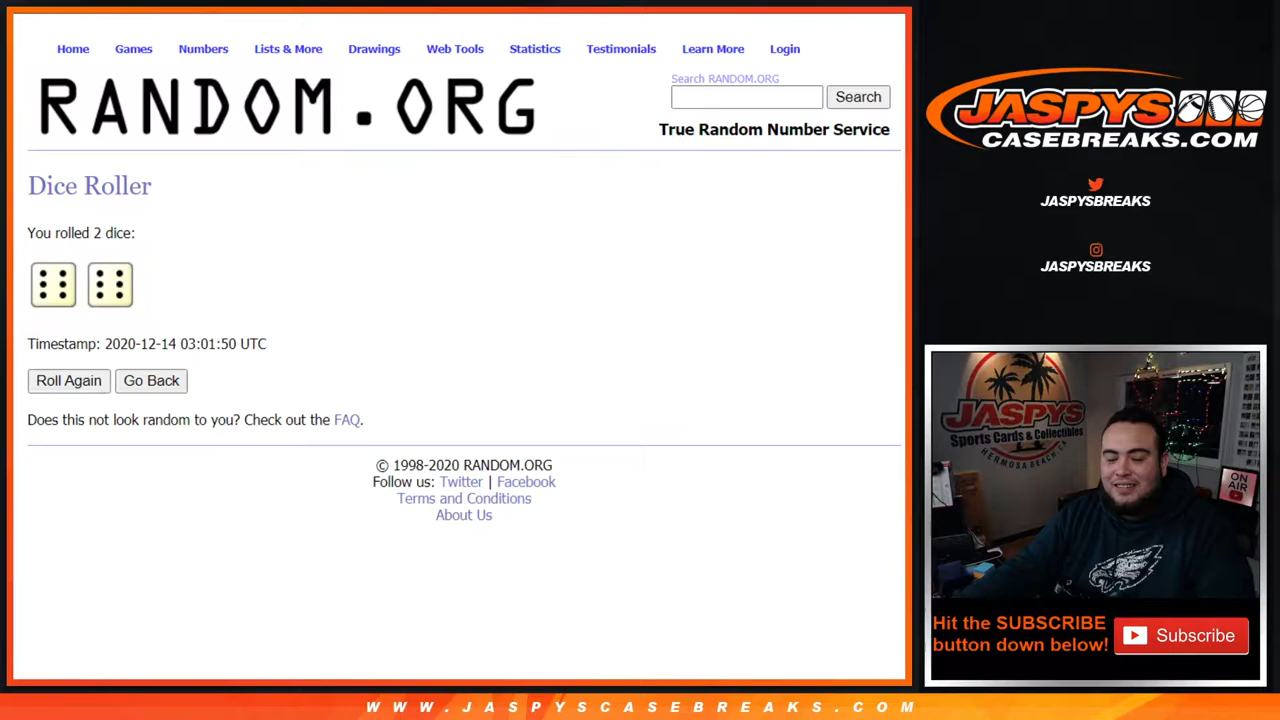 Home Games Numbers Lists & More Drawings Web Tools Statistics Testimonials Learn More Login
RANDOM.ORG
Search RANDOM.ORG
Search
True Random Number Service
Dice Roller
You rolled 2 dice:
Timestamp: 2020-12-14 03:01:50 UTC
Roll Again Go Back
Does this not look random to you? Check out the FAQ.
© 1998-2020 RANDOM.ORG
Follow us: Twitter | Facebook
Terms and Conditions
About Us
JASPYS
CASEBREAKS.COM
JASPYSBREAKS
JASPYSBREAKS
JASPYS
Sports Cards & Collectibles
HERMOSA BEACH, CA
ON
AIR
Hit the SUBSCRIBE
button down below!
Subscribe
WWW.JASPYSCASEBREAKS.COM